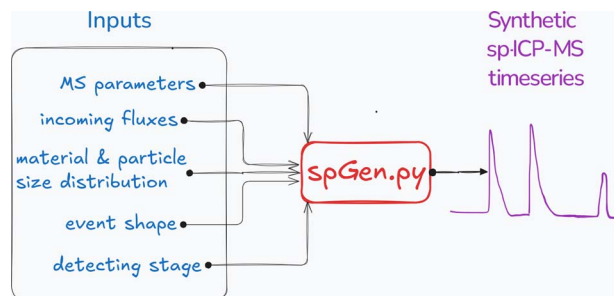 Inputs
MS parameters
incoming fluxes
material & particle
size distribution
event shape
detecting stage
spGen.py
Synthetic
sp-ICP-MS
timeseries